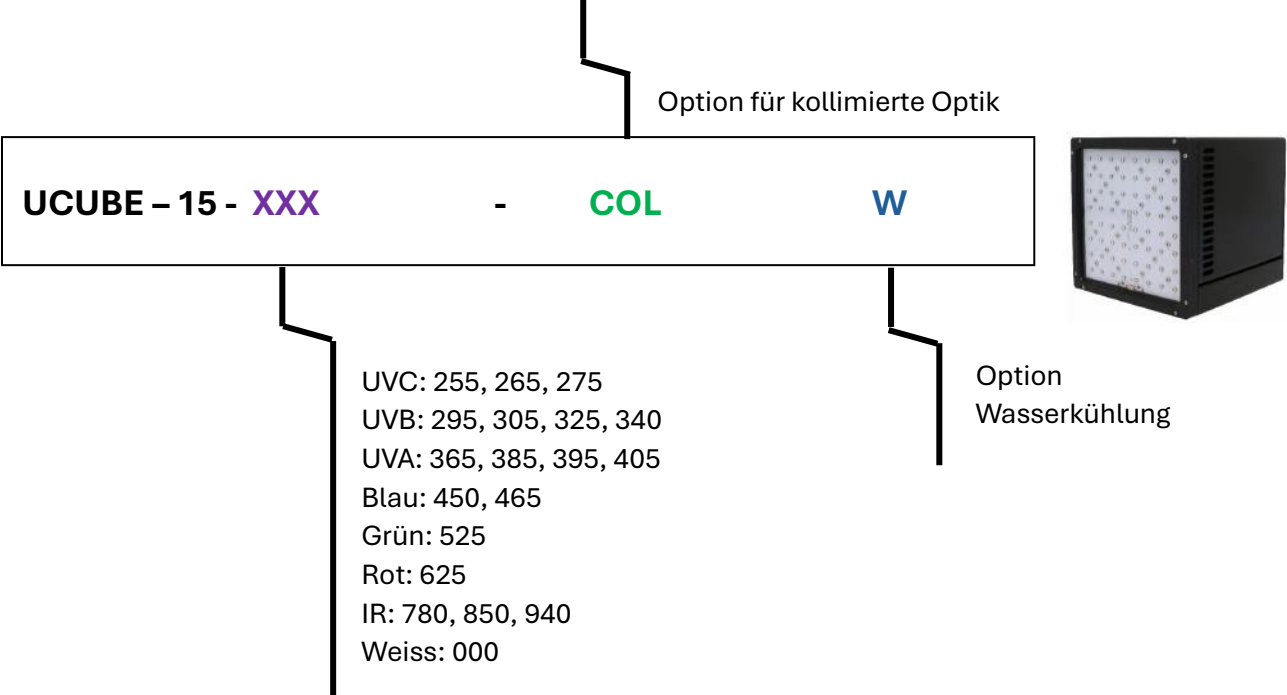 Option für kollimierte Optik
UCUBE – 15 - XXX - COL W
UVC: 255, 265, 275
UVB: 295, 305, 325, 340
UVA: 365, 385, 395, 405
Blau: 450, 465
Grün: 525
Rot: 625
IR: 780, 850, 940
Weiss: 000
Option
Wasserkühlung